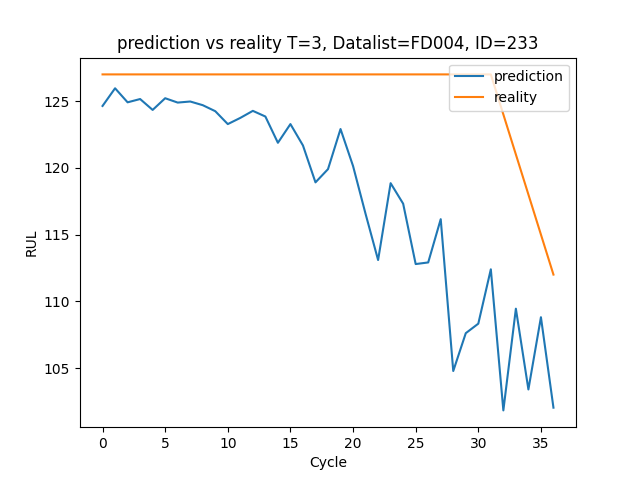 prediction vs reality T=3, Datalist=FD004, ID=233
prediction
reality
RUL
125
120
115
110
105
0 5 10 15 20 25 30 35
Cycle